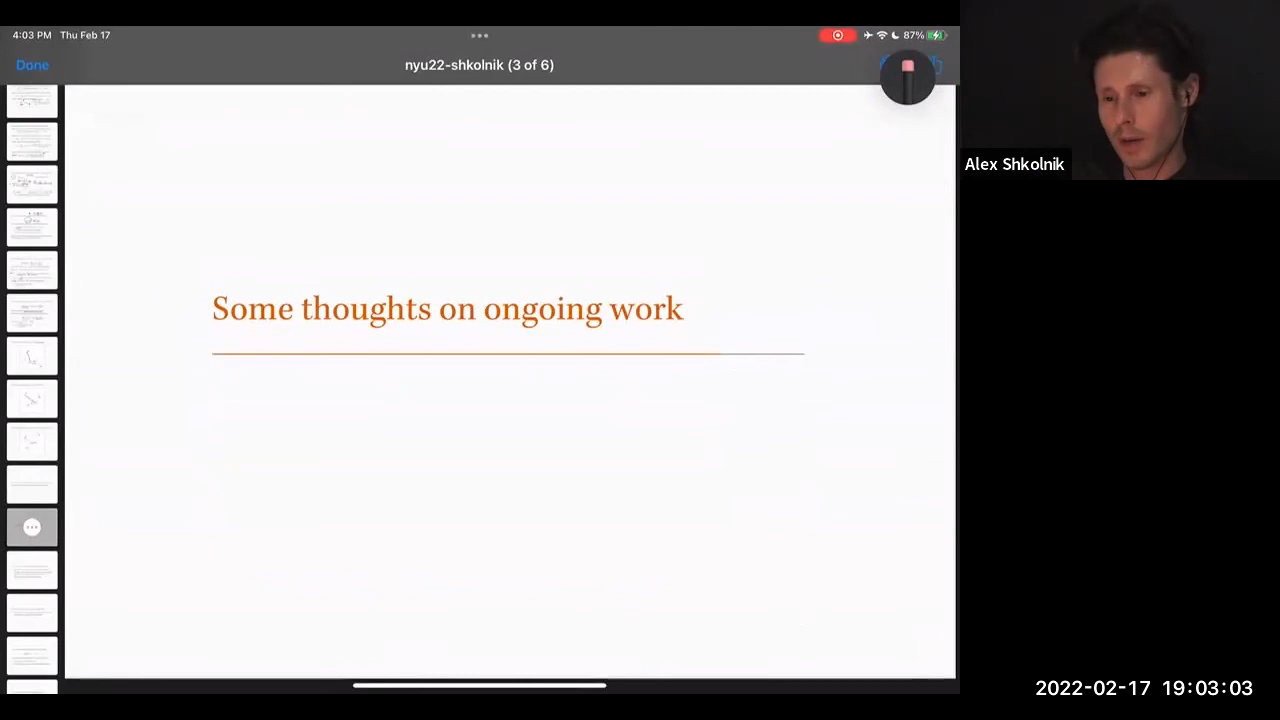 4:03 PM Thu Feb 17
87%
Done
nyu22-shkolnik (3 of 6)
Alex Shkolnik
Some thoughts on ongoing work
2022-02-17 19:03:03